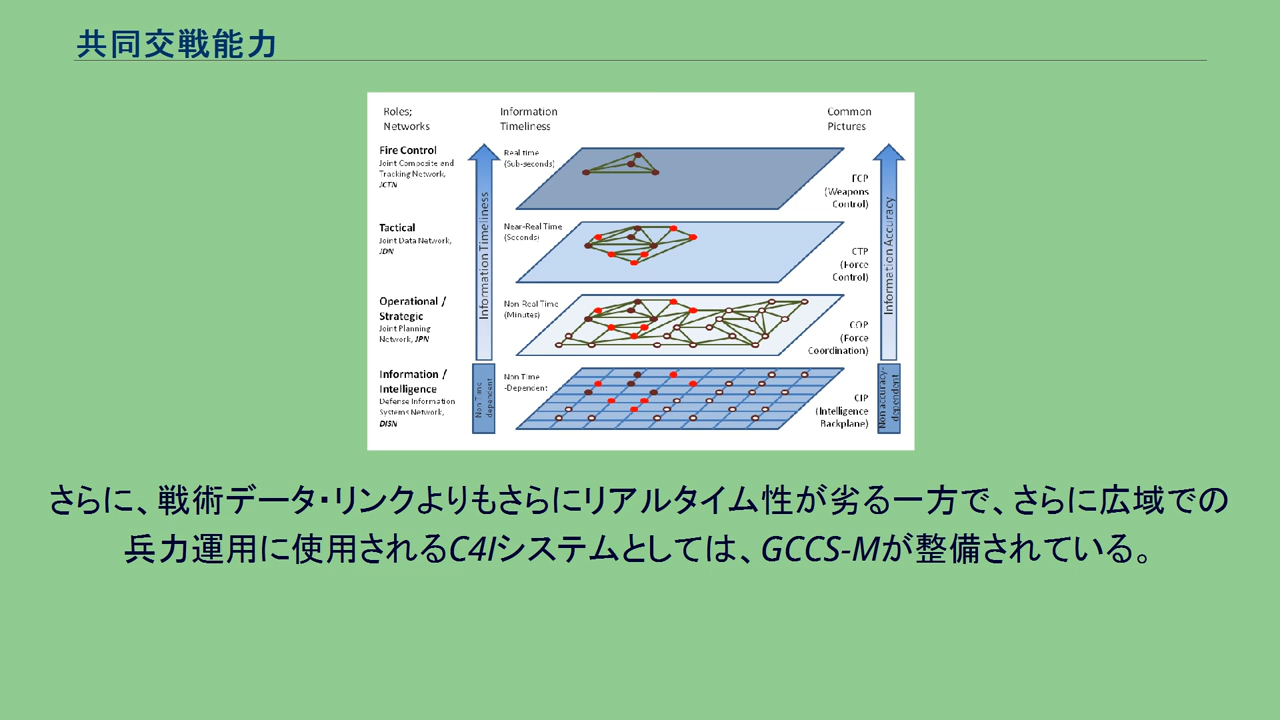 共同交戦能力
Roles;
Networks
Information
Timeliness
Common
Pictures
Fire Control
Joint Composite and
Tracking Network,
JCTN
Real time
(Sub-seconds)
FCP
(Weapons
Control)
Tactical
Joint Data Network,
JDN
Near-Real Time
(Seconds)
CTP
(Force
Control)
Operational /
Strategic
Joint Planning
Network, JPN
Non-Real Time
(Minutes)
COP
(Force
Coordination)
Information /
Intelligence
Defense Information
Systems Network,
DISN
Non Time
-Dependent
CIP
(Intelligence
Backplane)
Information Timeliness
Non Time
dependent
Information Accuracy
Non accuracy-
dependent
さらに、戦術データ・リンクよりもさらにリアルタイム性が劣る一方で、さらに広域での
兵力運用に使用されるC4Iシステムとしては、GCCS-Mが整備されている。